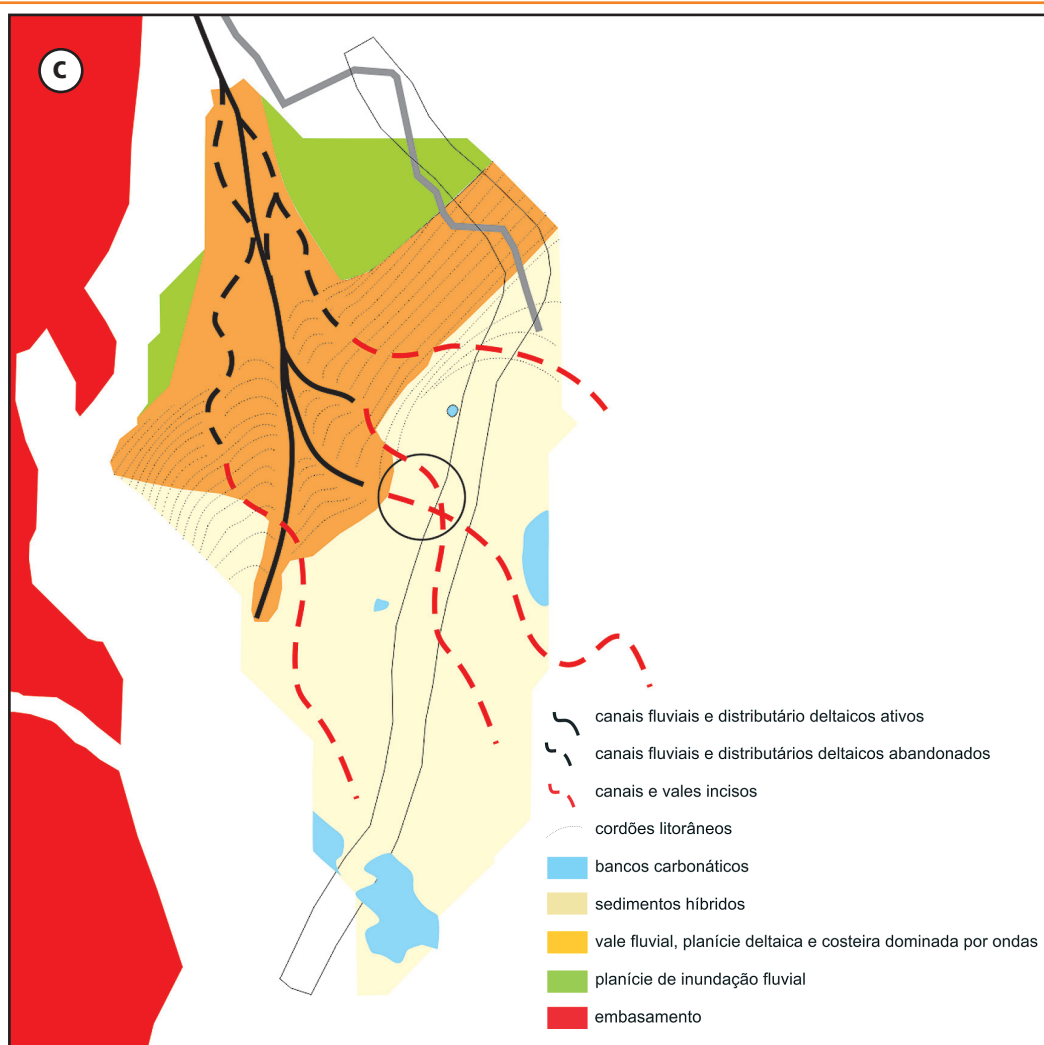 C
canais fluviais e distributário deltaicos ativos
canais fluviais e distributários deltaicos abandonados
canais e vales incisos
cordões litorâneos
bancos carbonáticos
sedimentos híbridos
vale fluvial, planície deltaica e costeira dominada por ondas
planície de inundação fluvial
embasamento